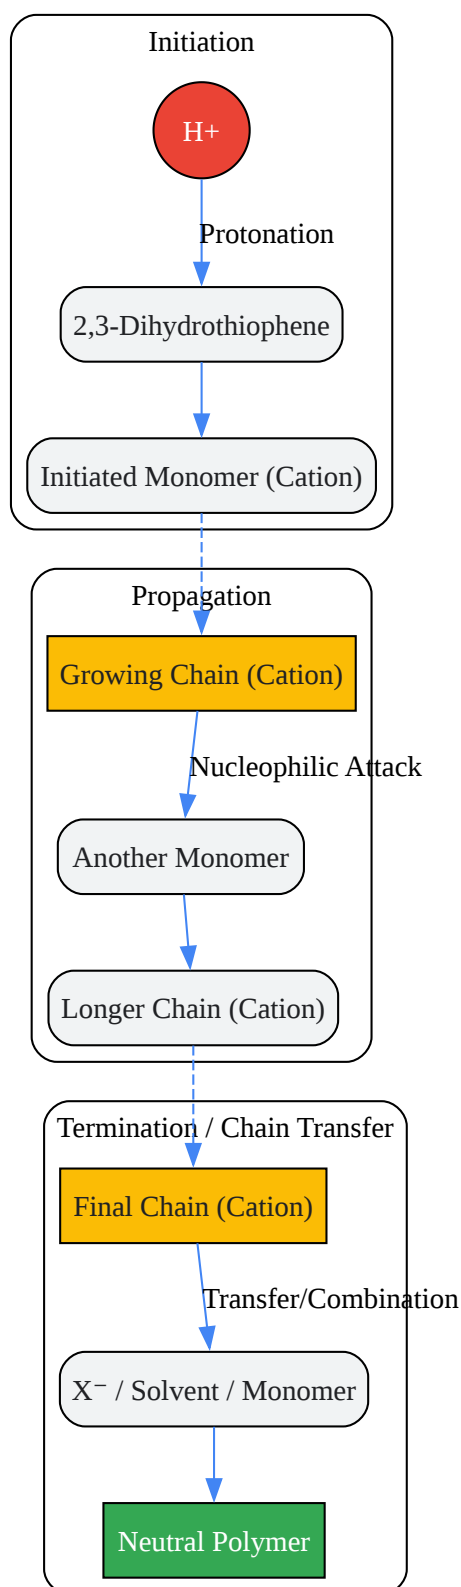 Initiation
H+
Protonation
2,3-Dihydrothiophene
Initiated Monomer (Cation)
Propagation
Growing Chain (Cation)
Nucleophilic Attack
Another Monomer
Longer Chain (Cation)
Termination / Chain Transfer
Final Chain (Cation)
Transfer/Combination
X⁻ / Solvent / Monomer
Neutral Polymer